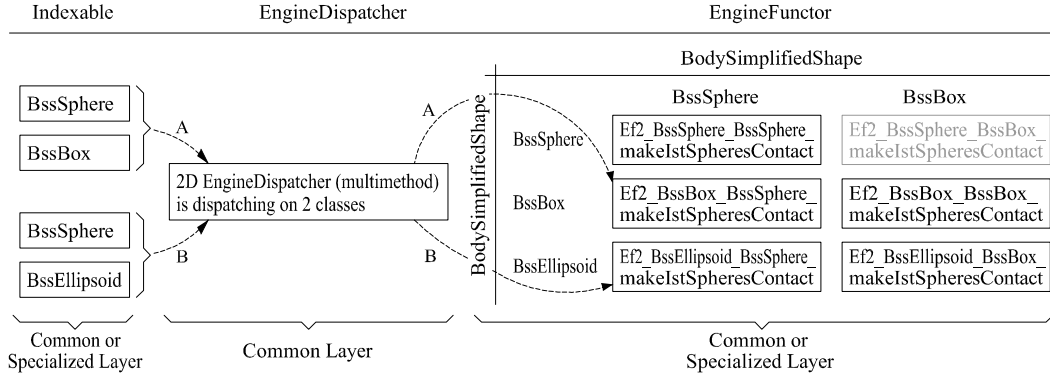 Indexable
EngineDispatcher
EngineFunctor
BodySimplifiedShape
BssSphere
BssBox
BssSphere
BssBox
A
2D EngineDispatcher (multimethod)
is dispatching on 2 classes
BssSphere
BssEllipsoid
B
A
B
BodySimplifiedShape
BssSphere
Ef2_BssSphere_BssSphere_
makeIstSpheresContact
Ef2_BssSphere_BssBox_
makeIstSpheresContact
BssBox
Ef2_BssBox_BssSphere_
makeIstSpheresContact
Ef2_BssBox_BssBox_
makeIstSpheresContact
BssEllipsoid
Ef2_BssEllipsoid_BssSphere_
makeIstSpheresContact
Ef2_BssEllipsoid_BssBox_
makeIstSpheresContact
Common or
Specialized Layer
Common Layer
Common or
Specialized Layer